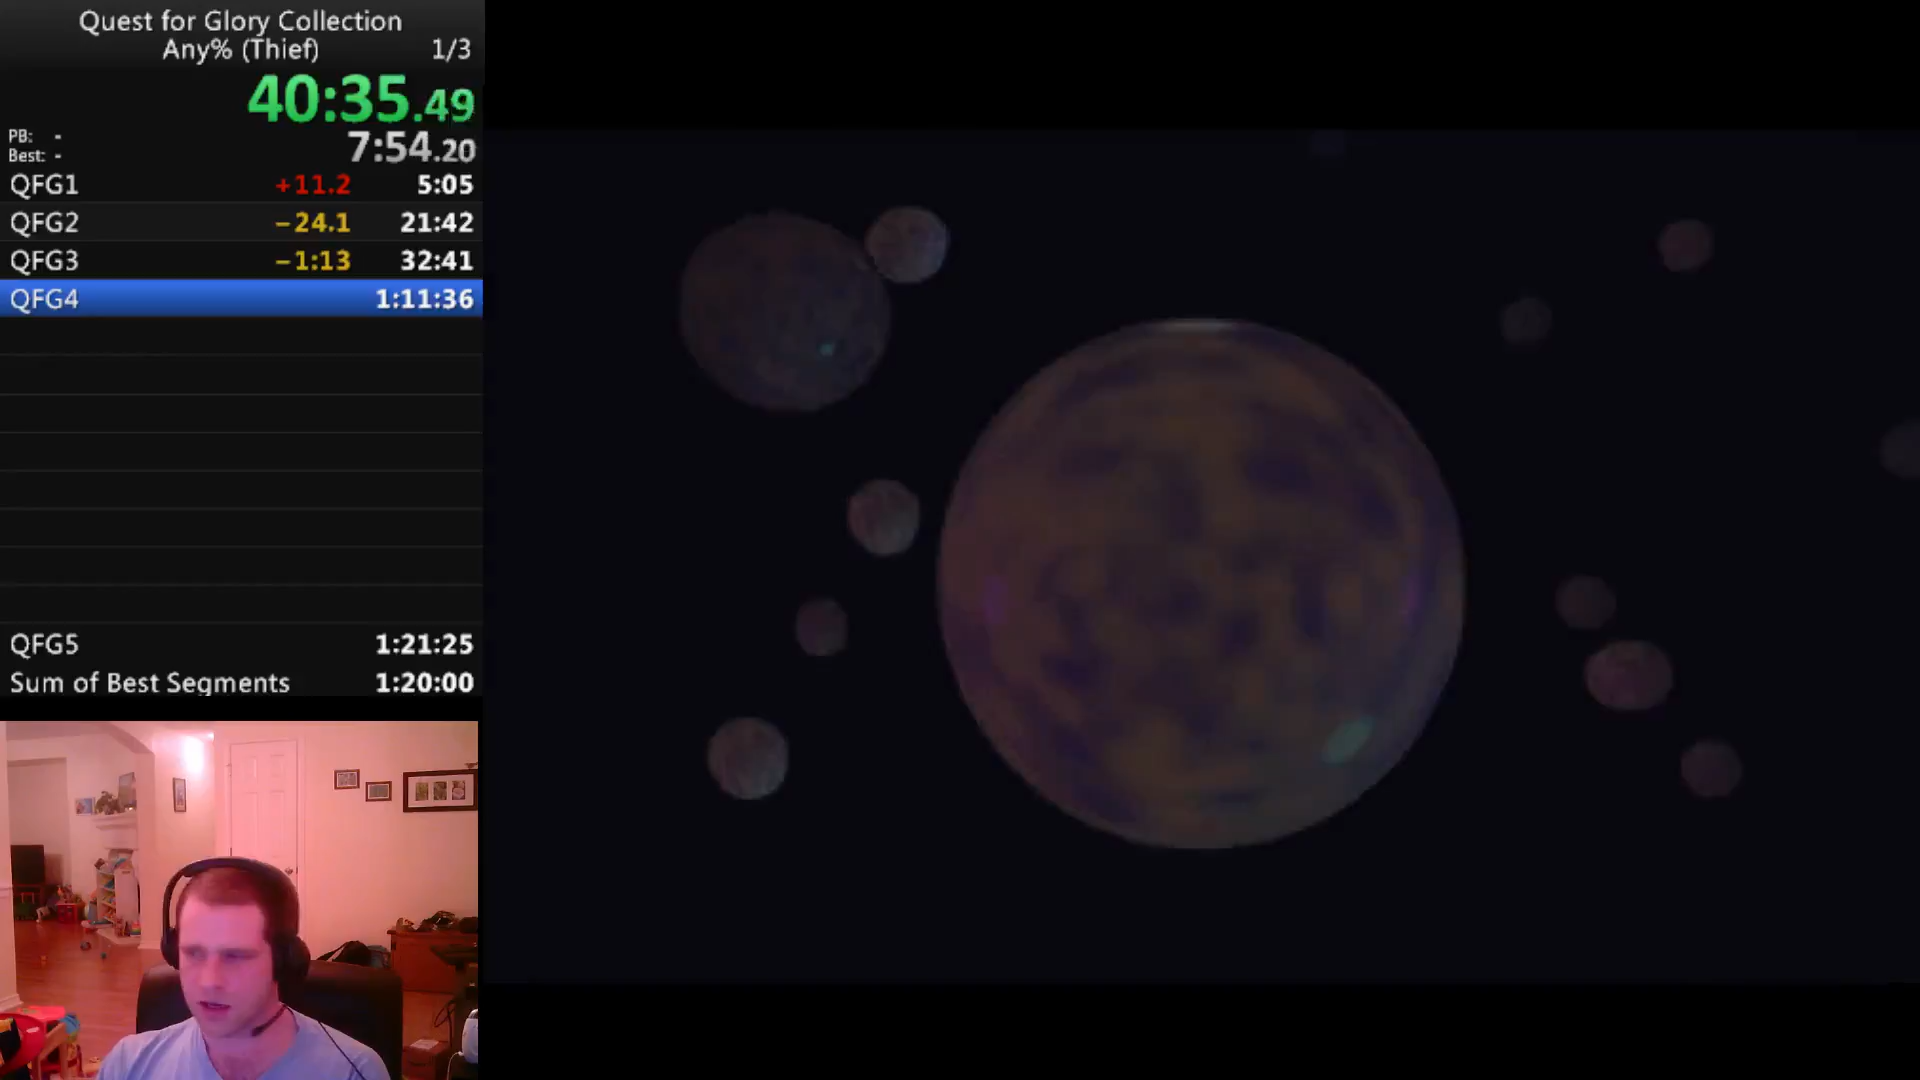 Quest for Glory Collection
Any% (Thief) 1/3
40:35.49
PB: -
Best: - 7:54.20
QFG1 +11.2 5:05
QFG2 −24.1 21:42
QFG3 −1:13 32:41
QFG4 1:11:36
QFG5 1:21:25
Sum of Best Segments 1:20:00